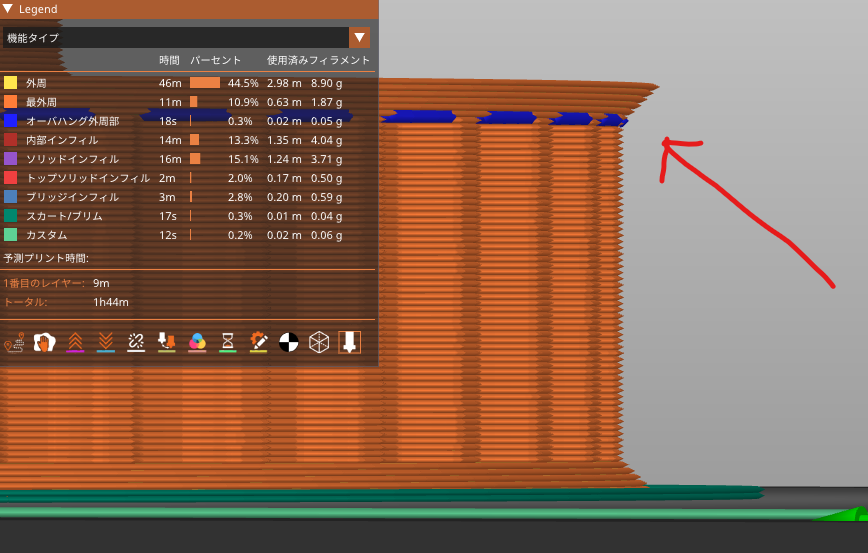 Legend
機能タイプ
時間 パーセント 使用済みフィラメント
外周 46m 44.5% 2.98 m 8.90 g
最外周 11m 10.9% 0.63 m 1.87 g
オーバハング外周部 18s 0.3% 0.02 m 0.05 g
内部インフィル 14m 13.3% 1.35 m 4.04 g
ソリッドインフィル 16m 15.1% 1.24 m 3.71 g
トップソリッドインフィル 2m 2.0% 0.17 m 0.50 g
ブリッジインフィル 3m 2.8% 0.20 m 0.59 g
スカート/ブリム 17s 0.3% 0.01 m 0.04 g
カスタム 12s 0.2% 0.02 m 0.06 g
予測プリント時間:
1番目のレイヤー: 9m
トータル: 1h44m